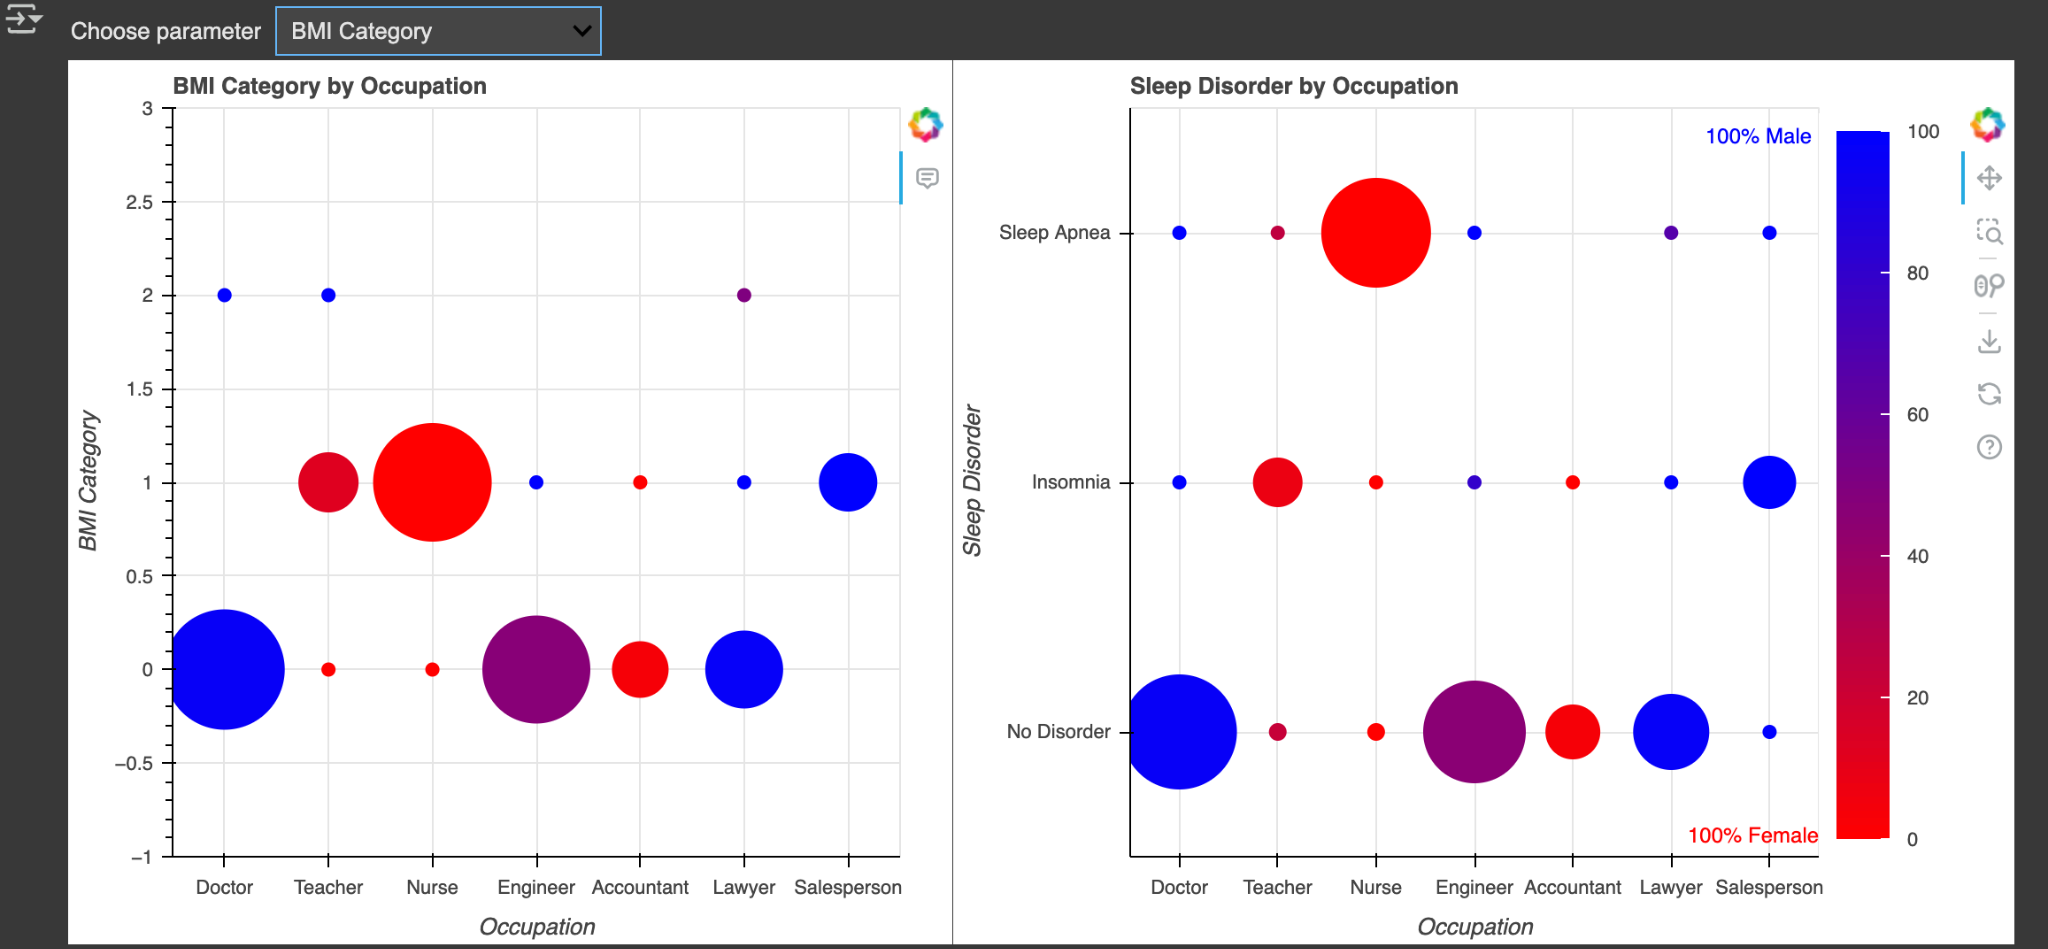 Choose parameter BMI Category
BMI Category by Occupation
3
2.5
2
1.5
1
0.5
0
−0.5
−1
BMI Category
Doctor Teacher Nurse Engineer Accountant Lawyer Salesperson
Occupation
Sleep Disorder by Occupation
100% Male
Sleep Apnea
Insomnia
No Disorder
Sleep Disorder
100% Female
Doctor Teacher Nurse Engineer Accountant Lawyer Salesperson
Occupation
100
80
60
40
20
0